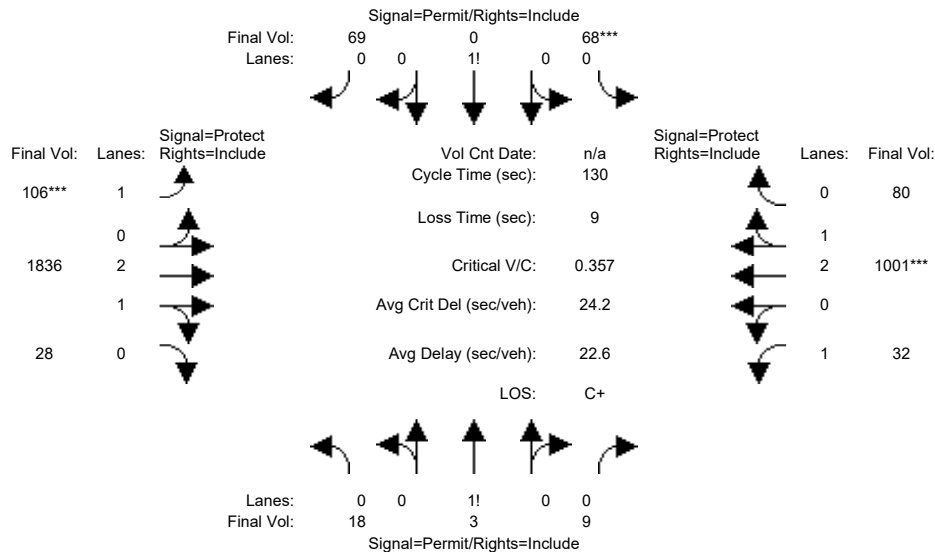 Signal=Permit/Rights=Include
Final Vol: 69 0 68***
Lanes: 0 0 1! 0 0
Signal=Protect Signal=Protect
Final Vol: Lanes: Rights=Include Vol Cnt Date: n/a Rights=Include Lanes: Final Vol:
Cycle Time (sec): 130
106*** 1 0 80
Loss Time (sec): 9
0 1
1836 2 Critical V/C: 0.357 2 1001***
1 Avg Crit Del (sec/veh): 24.2 0
28 0 Avg Delay (sec/veh): 22.6 1 32
LOS: C+
Lanes: 0 0 1! 0 0
Final Vol: 18 3 9
Signal=Permit/Rights=Include